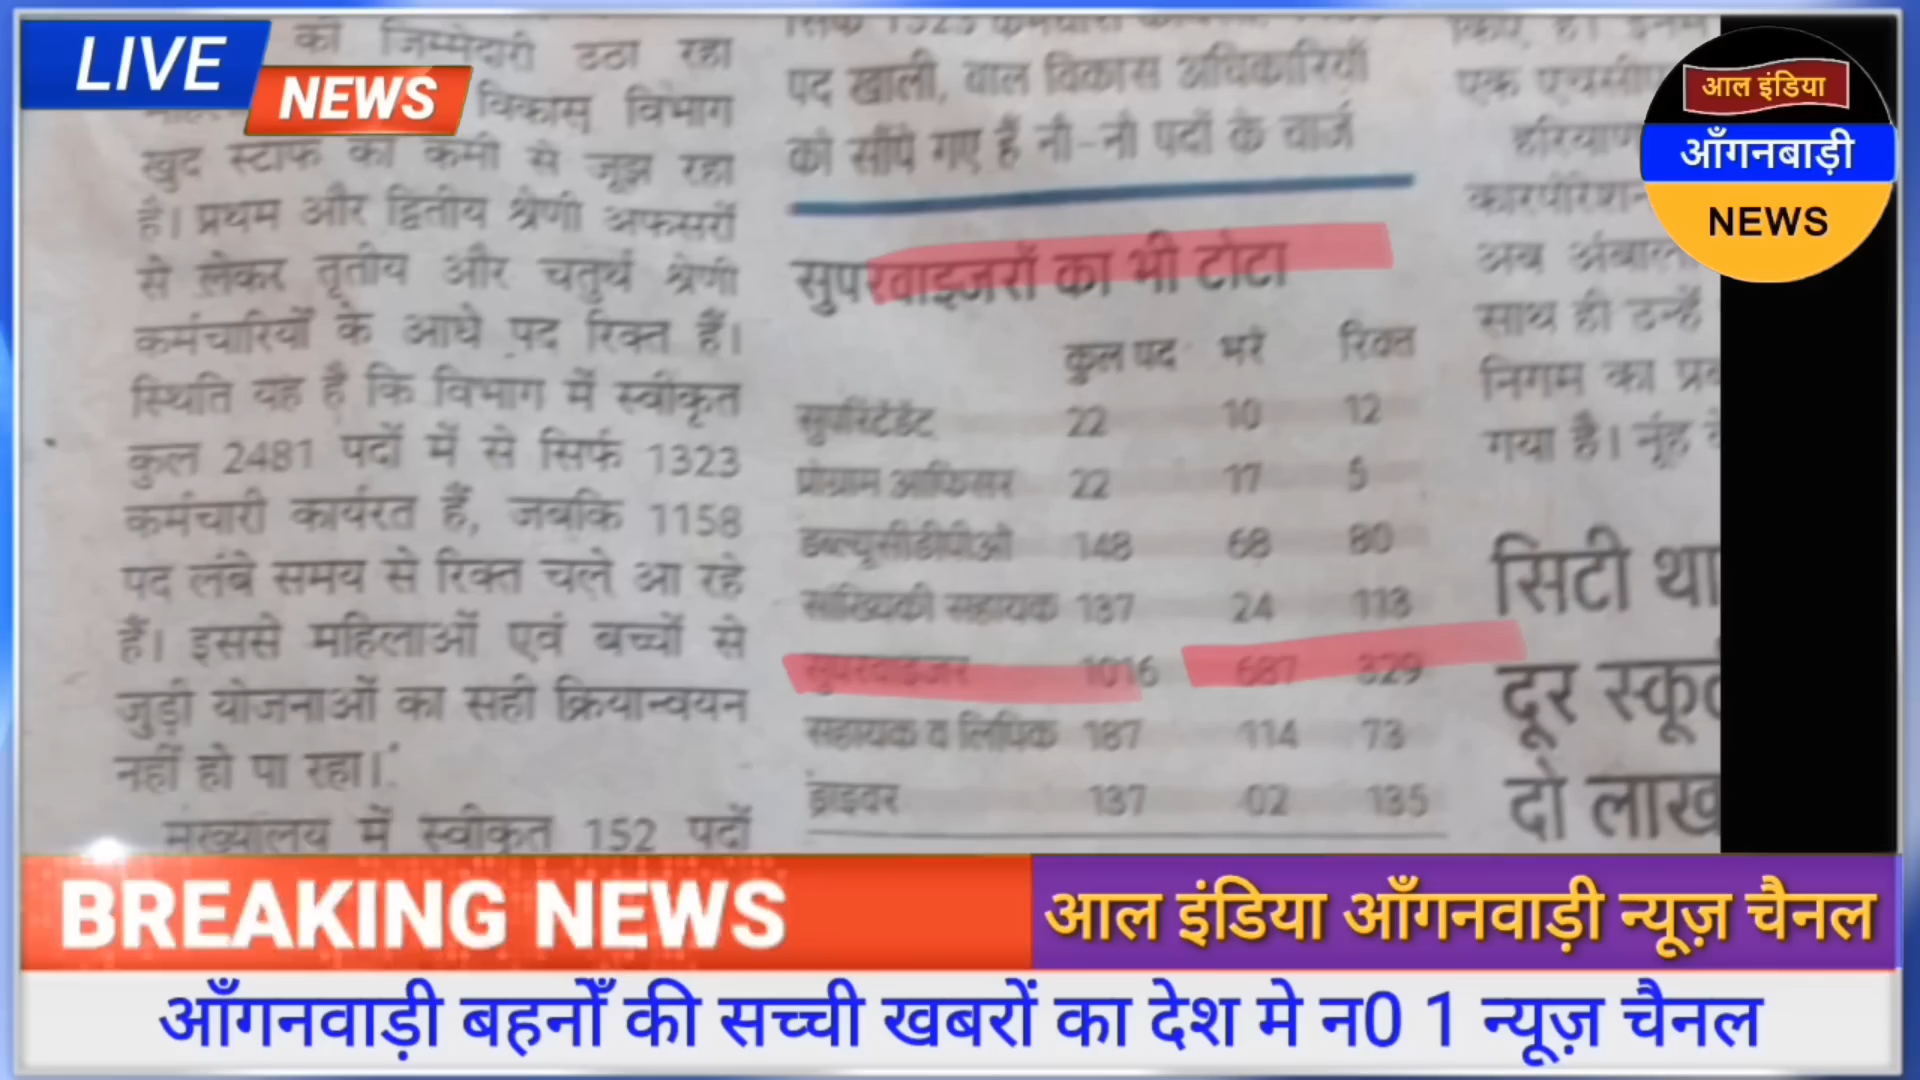 LIVE
NEWS
की जिम्मेदारी उठा रहा
विकास विभाग
खुद स्टाफ की कमी से जूझ रहा
है। प्रथम और द्वितीय श्रेणी अफसरों
से लेकर तृतीय और चतुर्थ श्रेणी
कर्मचारियों के आधे पद रिक्त हैं।
स्थिति यह है कि विभाग में स्वीकृत
कुल 2481 पदों में से सिर्फ 1323
कर्मचारी कार्यरत हैं, जबकि 1158
पद लंबे समय से रिक्त चले आ रहे
हैं। इससे महिलाओं एवं बच्चों से
जुड़ी योजनाओं का सही क्रियान्वयन
नहीं हो पा रहा।
मुख्यालय में स्वीकृत 152 पदों
पद खाली, बाल विकास अधिकारियों
को सौंपे गए हैं नौ-नौ पदों के चार्ज
सुपरवाइजरों का भी टोटा
कुल पद भरे रिक्त
सुपरिंटेंडेंट 22 10 12
प्रोग्राम आफिसर 22 17 5
डब्ल्यूसीडीपीओ 148 68 80
सांख्यिकी सहायक 137 24 113
सुपरवाइजर 1016 687 329
सहायक व लिपिक 187 114 73
ड्राइवर 137 02 135
एक
हरियाण
कारपोरेशन
अब अंबाला
साथ ही उन्हें
निगम का
गया है। नूंह
सिटी था
दूर स्कूल
दो लाख
आल इंडिया
आँगनबाड़ी
NEWS
BREAKING NEWS
आल इंडिया आँगनवाड़ी न्यूज़ चैनल
आँगनवाड़ी बहनोँ की सच्ची खबरों का देश मे न0 1 न्यूज़ चैनल